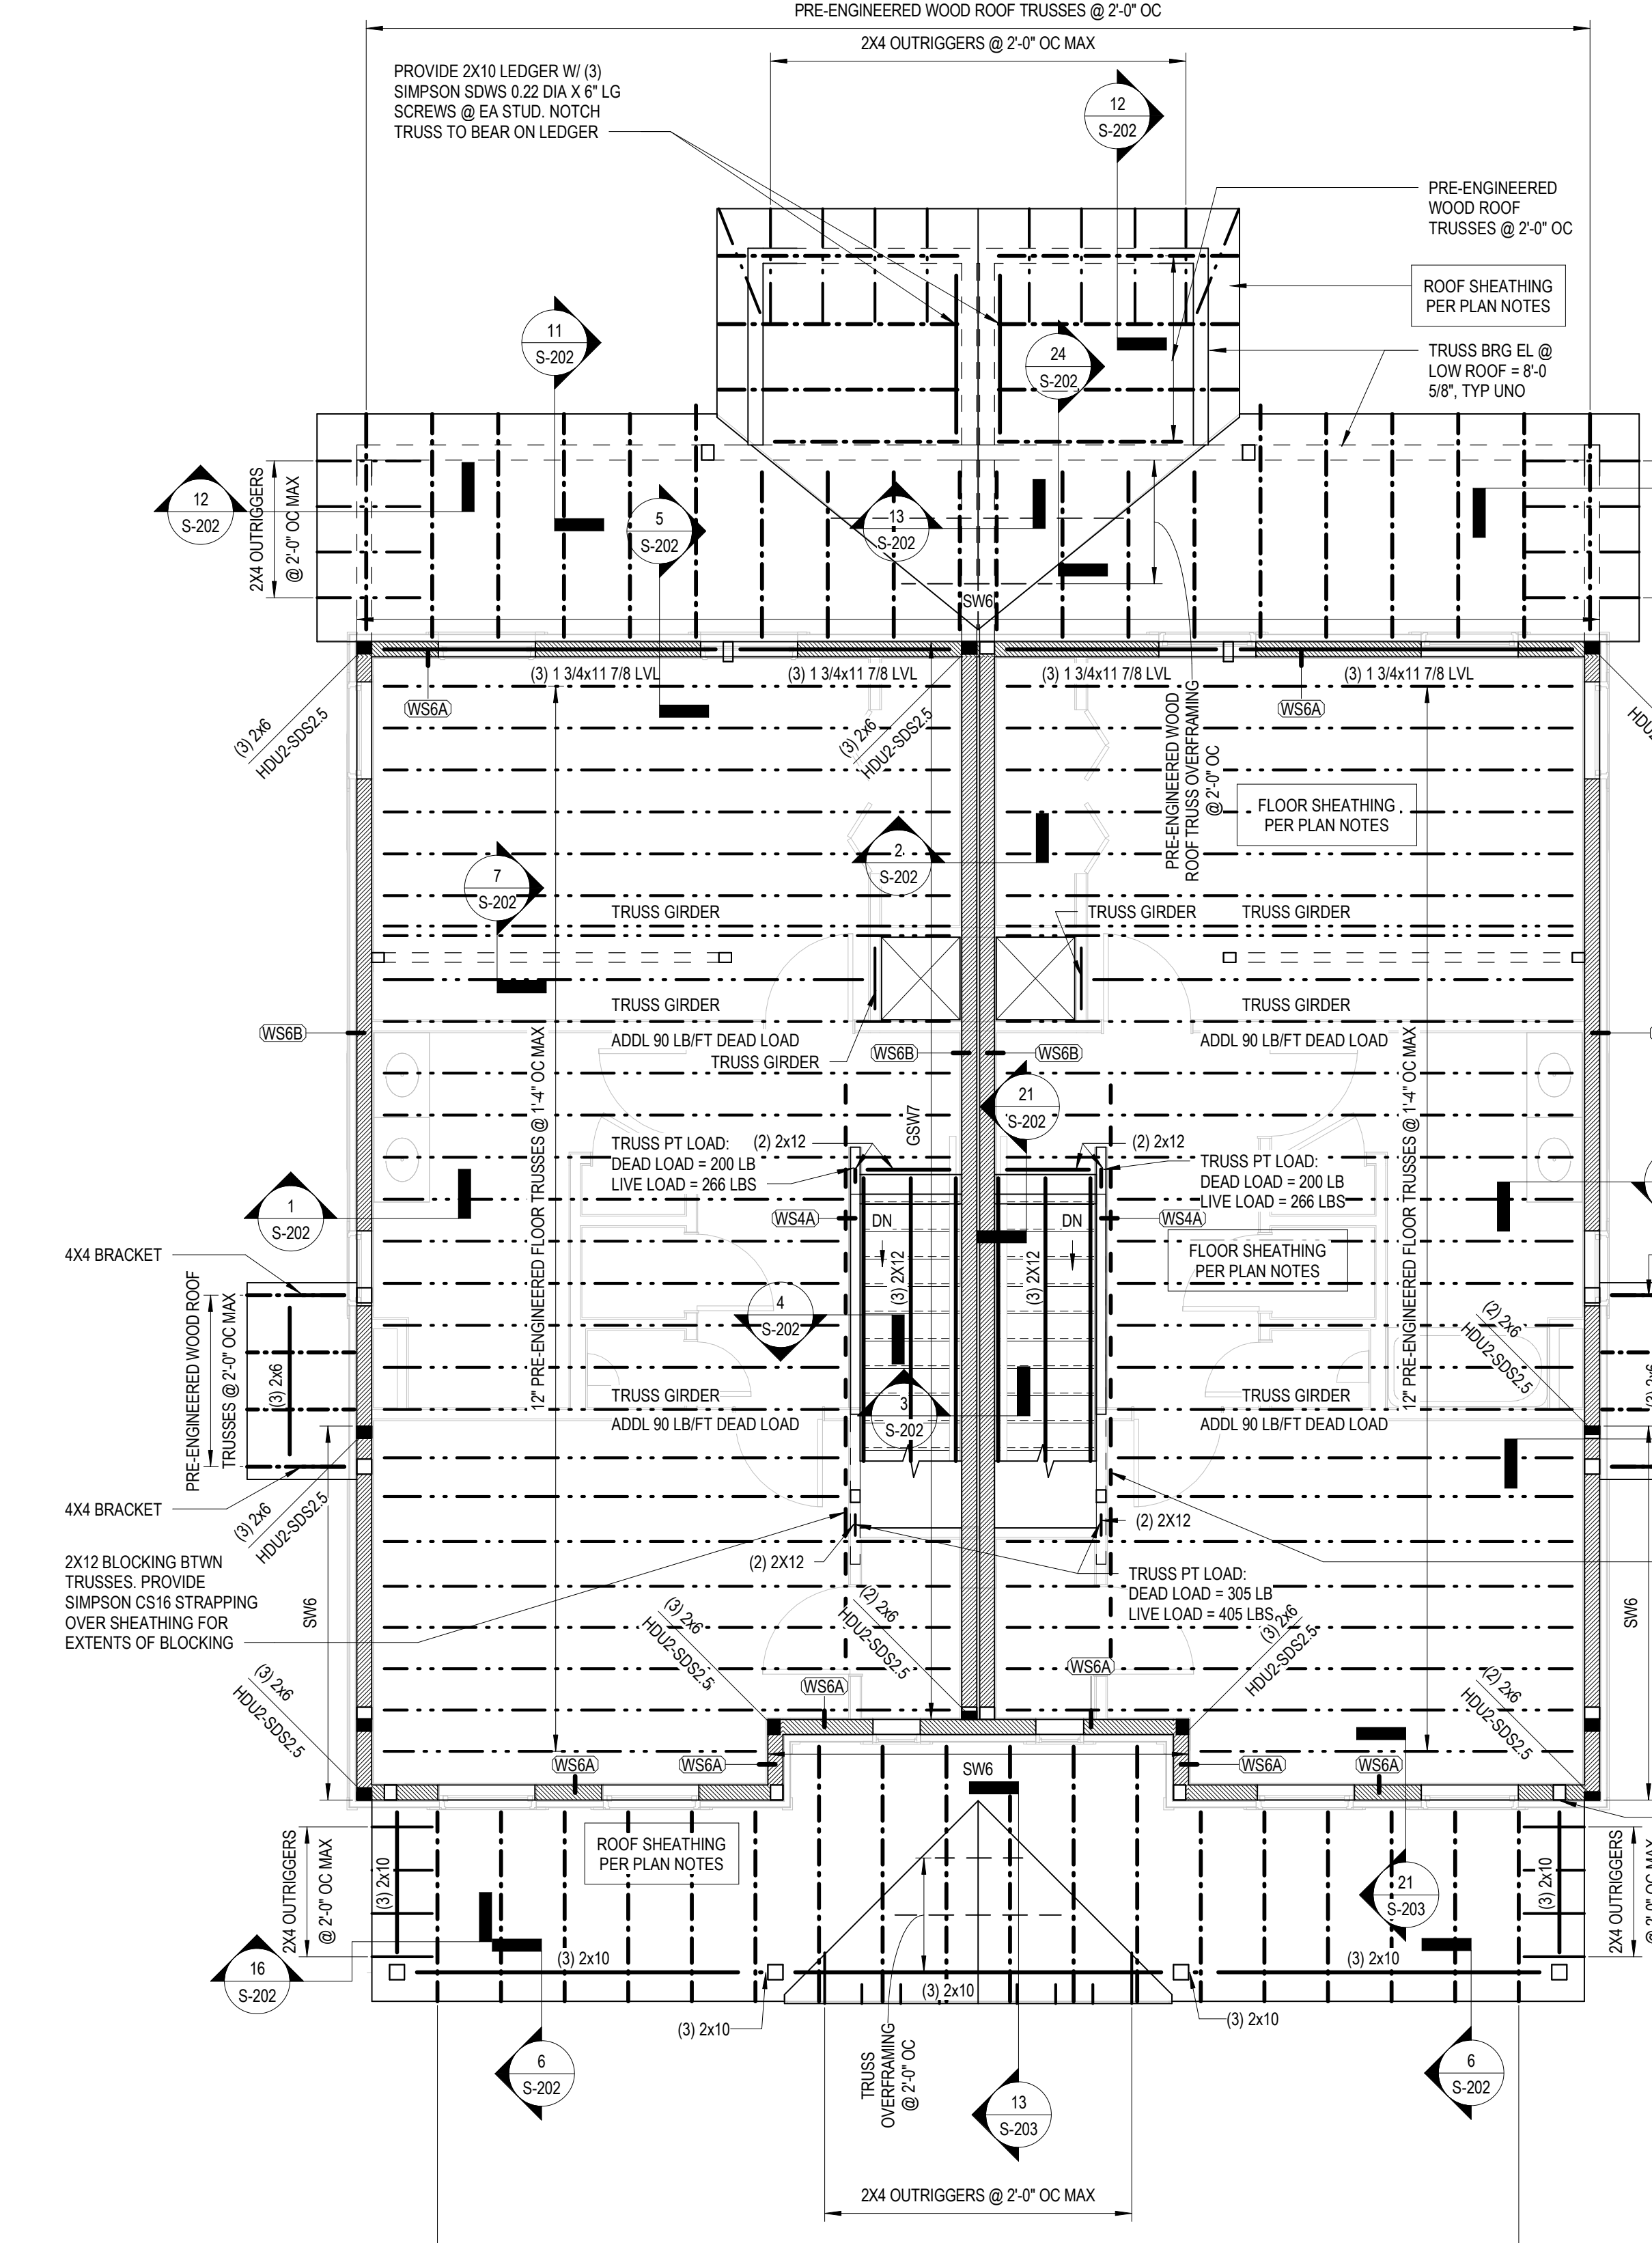 PRE-ENGINEERED WOOD ROOF TRUSSES @ 2'-0" OC
2X4 OUTRIGGERS @ 2'-0" OC MAX
PROVIDE 2X10 LEDGER W/ (3)
SIMPSON SDWS 0.22 DIA X 6" LG
SCREWS @ EA STUD. NOTCH
TRUSS TO BEAR ON LEDGER
12
S-202
PRE-ENGINEERED
WOOD ROOF
TRUSSES @ 2'-0" OC
ROOF SHEATHING
PER PLAN NOTES
TRUSS BRG EL @
LOW ROOF = 8'-0
5/8", TYP UNO
11
S-202
24
S-202
12
S-202
2X4 OUTRIGGERS
@ 2'-0" OC MAX
5
S-202
13
S-202
SW6
(3) 1 3/4x11 7/8 LVL
(3) 1 3/4x11 7/8 LVL
(3) 1 3/4x11 7/8 LVL
(3) 1 3/4x11 7/8 LVL
WS6A
WS6A
(3) 2x6
HDU2-SDS2.5
(3) 2x6
HDU2-SDS2.5
PRE-ENGINEERED WOOD
ROOF TRUSS OVERFRAMING
@ 2'-0" OC
FLOOR SHEATHING
PER PLAN NOTES
2
S-202
7
S-202
TRUSS GIRDER
TRUSS GIRDER
TRUSS GIRDER
TRUSS GIRDER
TRUSS GIRDER
ADDL 90 LB/FT DEAD LOAD
ADDL 90 LB/FT DEAD LOAD
TRUSS GIRDER
WS6B
WS6B
WS6B
12" PRE-ENGINEERED FLOOR TRUSSES @ 1'-4" OC MAX
12" PRE-ENGINEERED FLOOR TRUSSES @ 1'-4" OC MAX
21
S-202
GSW7
TRUSS PT LOAD:
DEAD LOAD = 200 LB
LIVE LOAD = 266 LBS
(2) 2x12
(2) 2x12
TRUSS PT LOAD:
DEAD LOAD = 200 LB
LIVE LOAD = 266 LBS
1
S-202
WS4A
DN
DN
WS4A
FLOOR SHEATHING
PER PLAN NOTES
4X4 BRACKET
(3) 2X12
(3) 2X12
4
S-202
PRE-ENGINEERED WOOD ROOF
TRUSSES @ 2'-0" OC MAX
(3) 2x6
(2) 2x6
HDU2-SDS2.5
(3) 2x6
TRUSS GIRDER
ADDL 90 LB/FT DEAD LOAD
3
S-202
TRUSS GIRDER
ADDL 90 LB/FT DEAD LOAD
4X4 BRACKET
(3) 2x6
HDU2-SDS2.5
(2) 2X12
(2) 2X12
2X12 BLOCKING BTWN
TRUSSES. PROVIDE
SIMPSON CS16 STRAPPING
OVER SHEATHING FOR
EXTENTS OF BLOCKING
SW6
TRUSS PT LOAD:
DEAD LOAD = 305 LB
LIVE LOAD = 405 LBS
SW6
(3) 2x6
HDU2-SDS2.5
(3) 2x6
HDU2-SDS2.5
(2) 2x6
HDU2-SDS2.5
(3) 2x6
HDU2-SDS2.5
(2) 2x6
HDU2-SDS2.5
WS6A
WS6A
WS6A
WS6A
SW6
WS6A
WS6A
ROOF SHEATHING
PER PLAN NOTES
2X4 OUTRIGGERS
@ 2'-0" OC MAX
(3) 2x10
21
S-203
(3) 2x10
2X4 OUTRIGGERS
@ 2'-0" OC MAX
16
S-202
(3) 2x10
(3) 2x10
(3) 2x10
(3) 2x10
(3) 2x10
TRUSS
OVERFRAMING
@ 2'-0" OC
6
S-202
13
S-203
6
S-202
2X4 OUTRIGGERS @ 2'-0" OC MAX